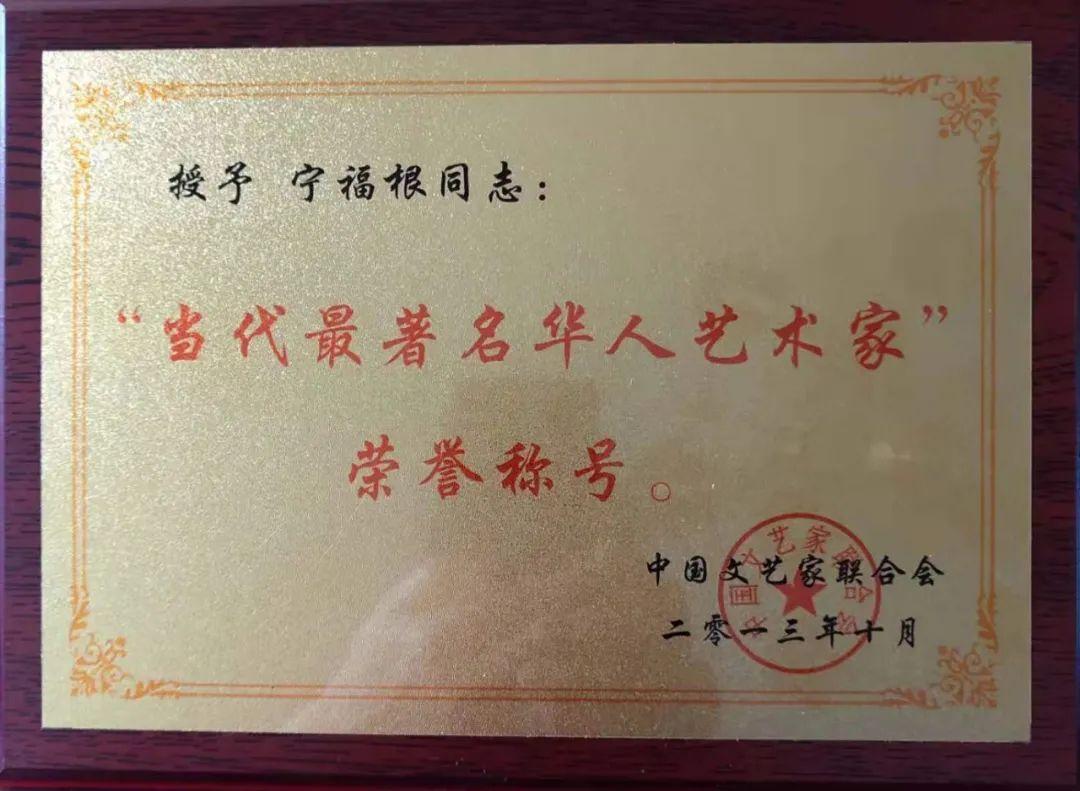 授予 宁福根同志：
“当代最著名华人艺术家”
荣誉称号。
中国文艺家联合会
二零一三年十月